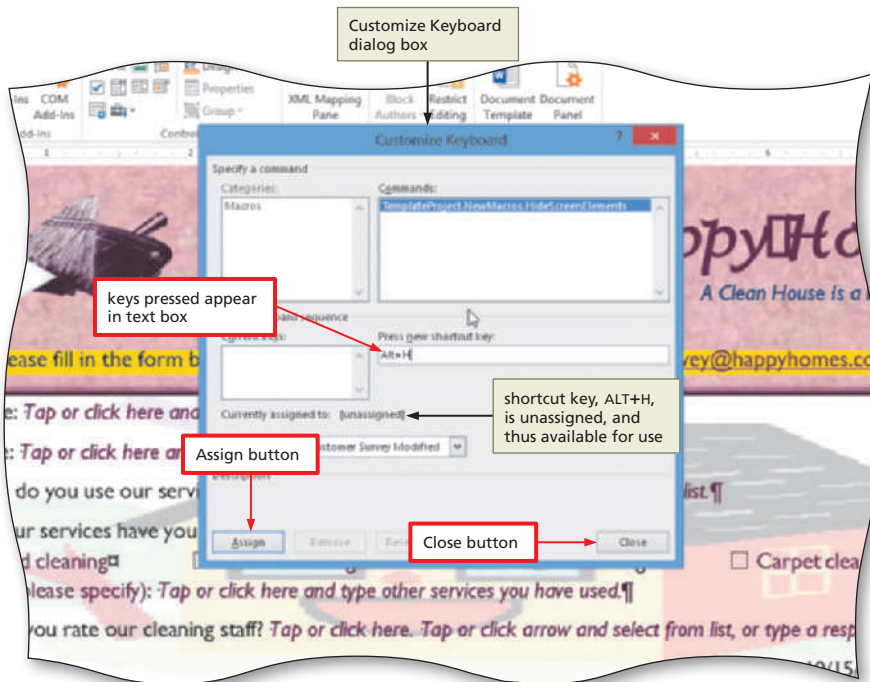 Customize Keyboard
dialog box
Design
Properties
Group
COM
Add-Ins
XML Mapping
Pane
Block
Authors
Restrict
Editing
Document
Template
Document
Panel
Customize Keyboard
Specify a command
Categories:
Commands:
Macros
TemplateProject.NewMacros.HideScreenElements
keys pressed appear
in text box
sequence
Press new shortcut key:
Alt+H
A Clean House is a
ease fill in the form b
vey@happyhomes.co
e: Tap or click here and
Currently assigned to: [unassigned]
shortcut key, ALT+H,
is unassigned, and
thus available for use
: Tap or click here an
Assign button
stomer Survey Modified
do you use our servi
list.¶
Description
ur services have you
Assign
Remove
Close button
Close
d cleaning¤
☐ Carpet clea
please specify): Tap or click here and type other services you have used.¶
you rate our cleaning staff? Tap or click here. Tap or click arrow and select from list, or type a resp